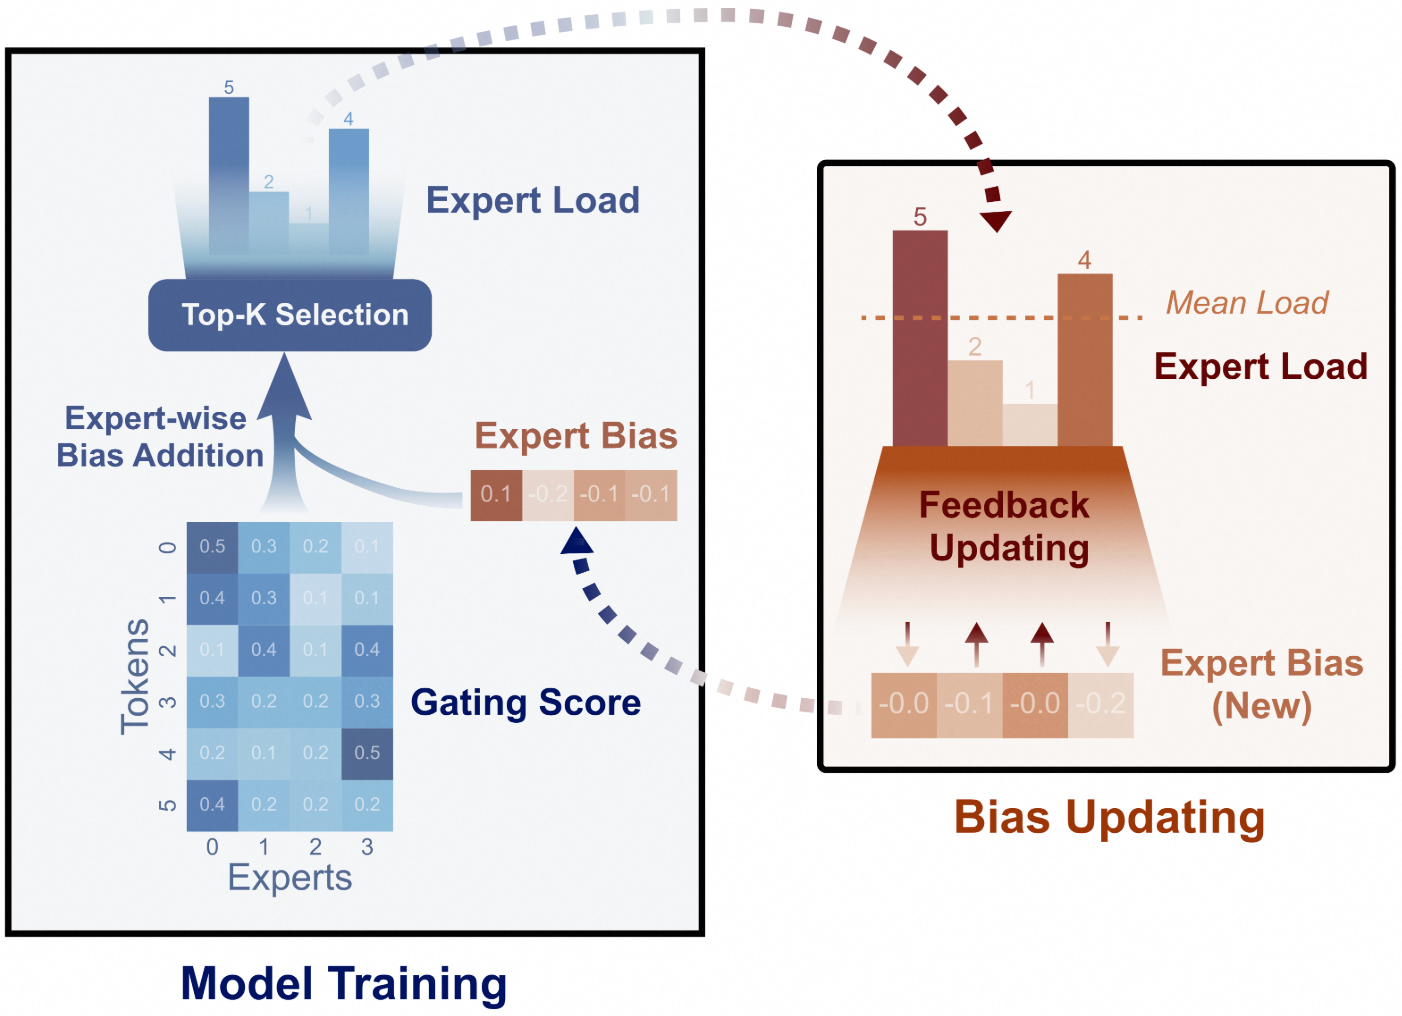 5
2
1
4
Expert Load
Top-K Selection
Expert-wise
Bias Addition
Expert Bias
0.1 -0.2 -0.1 -0.1
Tokens
0 0.5 0.3 0.2 0.1
1 0.4 0.3 0.1 0.1
2 0.1 0.4 0.1 0.4
3 0.3 0.2 0.2 0.3
4 0.2 0.1 0.2 0.5
5 0.4 0.2 0.2 0.2
0 1 2 3
Experts
Gating Score
Model Training
5
4
Mean Load
2
1
Expert Load
Feedback
Updating
-0.0 -0.1 -0.0 -0.2
Expert Bias
(New)
Bias Updating